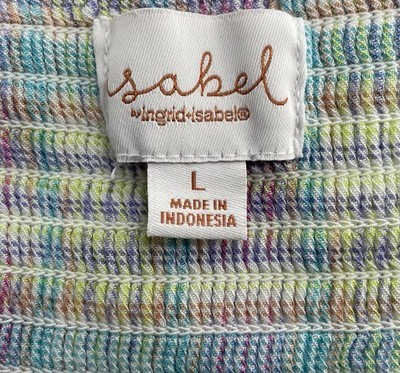 isabel
by ingrid+isabel®
L
MADE IN
INDONESIA